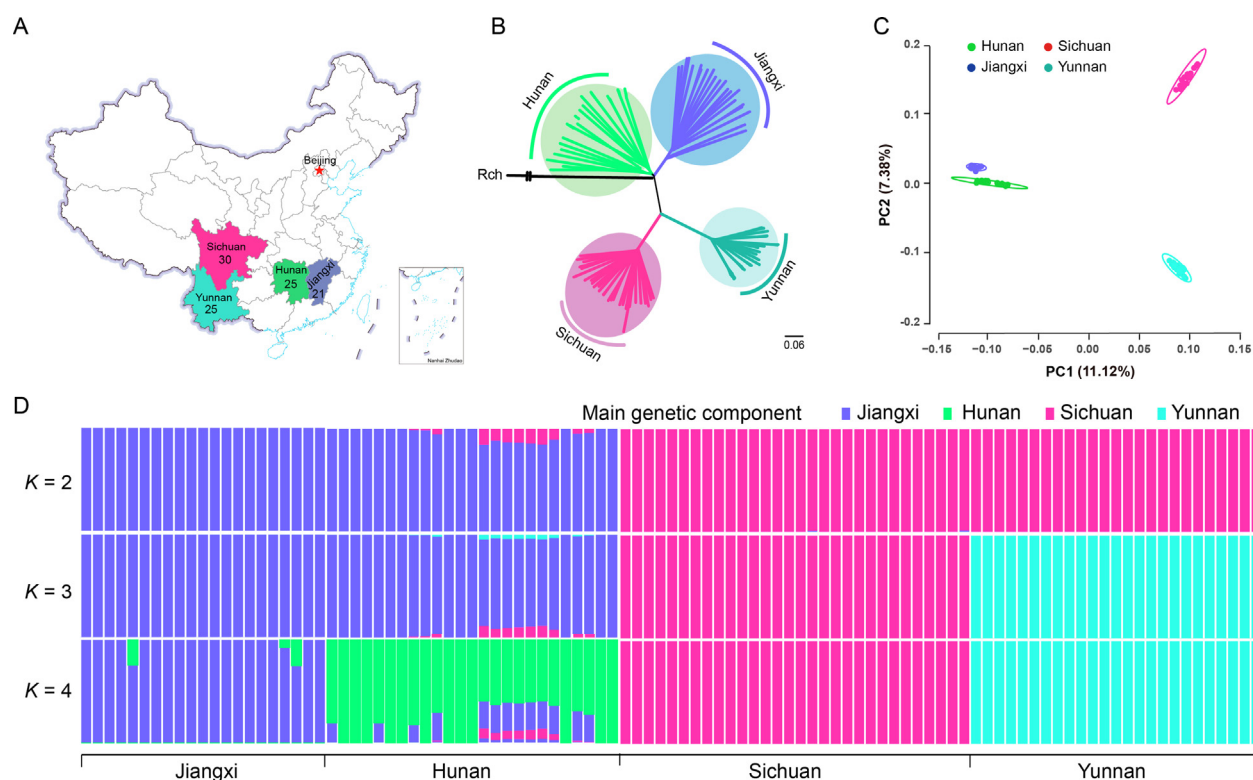 A
Beijing
Sichuan
30
Yunnan
25
Hunan
25
Jiangxi
21
Nanhai Zhudao
B
Hunan
Jiangxi
Rch
Sichuan
Yunnan
0.06
C
Hunan
Sichuan
Jiangxi
Yunnan
0.2
0.1
0.0
−0.1
−0.2
PC2 (7.38%)
−0.15
−0.10
−0.05
0.00
0.05
0.10
0.15
PC1 (11.12%)
D
Main genetic component
Jiangxi
Hunan
Sichuan
Yunnan
K = 2
K = 3
K = 4
Jiangxi
Hunan
Sichuan
Yunnan